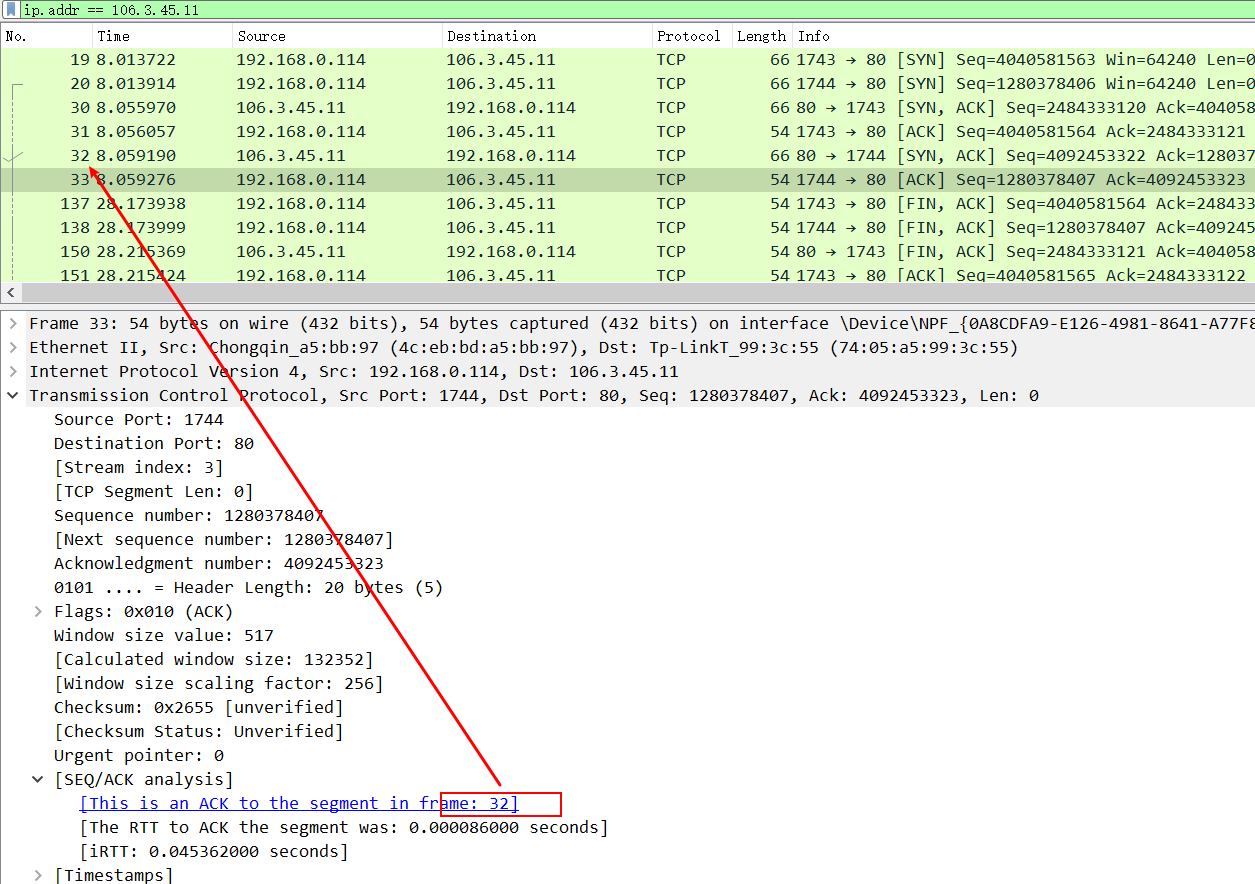 ip.addr == 106.3.45.11
No. Time Source Destination Protocol Length Info
19 8.013722 192.168.0.114 106.3.45.11 TCP 66 1743 → 80 [SYN] Seq=4040581563 Win=64240 Len=0
20 8.013914 192.168.0.114 106.3.45.11 TCP 66 1744 → 80 [SYN] Seq=1280378406 Win=64240 Len=0
30 8.055970 106.3.45.11 192.168.0.114 TCP 66 80 → 1743 [SYN, ACK] Seq=2484333120 Ack=404058
31 8.056057 192.168.0.114 106.3.45.11 TCP 54 1743 → 80 [ACK] Seq=4040581564 Ack=2484333121
32 8.059190 106.3.45.11 192.168.0.114 TCP 66 80 → 1744 [SYN, ACK] Seq=4092453322 Ack=128037
33 8.059276 192.168.0.114 106.3.45.11 TCP 54 1744 → 80 [ACK] Seq=1280378407 Ack=4092453323
137 28.173938 192.168.0.114 106.3.45.11 TCP 54 1743 → 80 [FIN, ACK] Seq=4040581564 Ack=248433
138 28.173999 192.168.0.114 106.3.45.11 TCP 54 1744 → 80 [FIN, ACK] Seq=1280378407 Ack=409245
150 28.215369 106.3.45.11 192.168.0.114 TCP 54 80 → 1743 [FIN, ACK] Seq=2484333121 Ack=404058
151 28.215424 192.168.0.114 106.3.45.11 TCP 54 1743 → 80 [ACK] Seq=4040581565 Ack=2484333122
Frame 33: 54 bytes on wire (432 bits), 54 bytes captured (432 bits) on interface \Device\NPF_{0A8CDFA9-E126-4981-8641-A77F8
Ethernet II, Src: Chongqin_a5:bb:97 (4c:eb:bd:a5:bb:97), Dst: Tp-LinkT_99:3c:55 (74:05:a5:99:3c:55)
Internet Protocol Version 4, Src: 192.168.0.114, Dst: 106.3.45.11
Transmission Control Protocol, Src Port: 1744, Dst Port: 80, Seq: 1280378407, Ack: 4092453323, Len: 0
Source Port: 1744
Destination Port: 80
[Stream index: 3]
[TCP Segment Len: 0]
Sequence number: 1280378407
[Next sequence number: 1280378407]
Acknowledgment number: 4092453323
0101 .... = Header Length: 20 bytes (5)
Flags: 0x010 (ACK)
Window size value: 517
[Calculated window size: 132352]
[Window size scaling factor: 256]
Checksum: 0x2655 [unverified]
[Checksum Status: Unverified]
Urgent pointer: 0
[SEQ/ACK analysis]
[This is an ACK to the segment in frame: 32]
[The RTT to ACK the segment was: 0.000086000 seconds]
[iRTT: 0.045362000 seconds]
[Timestamps]